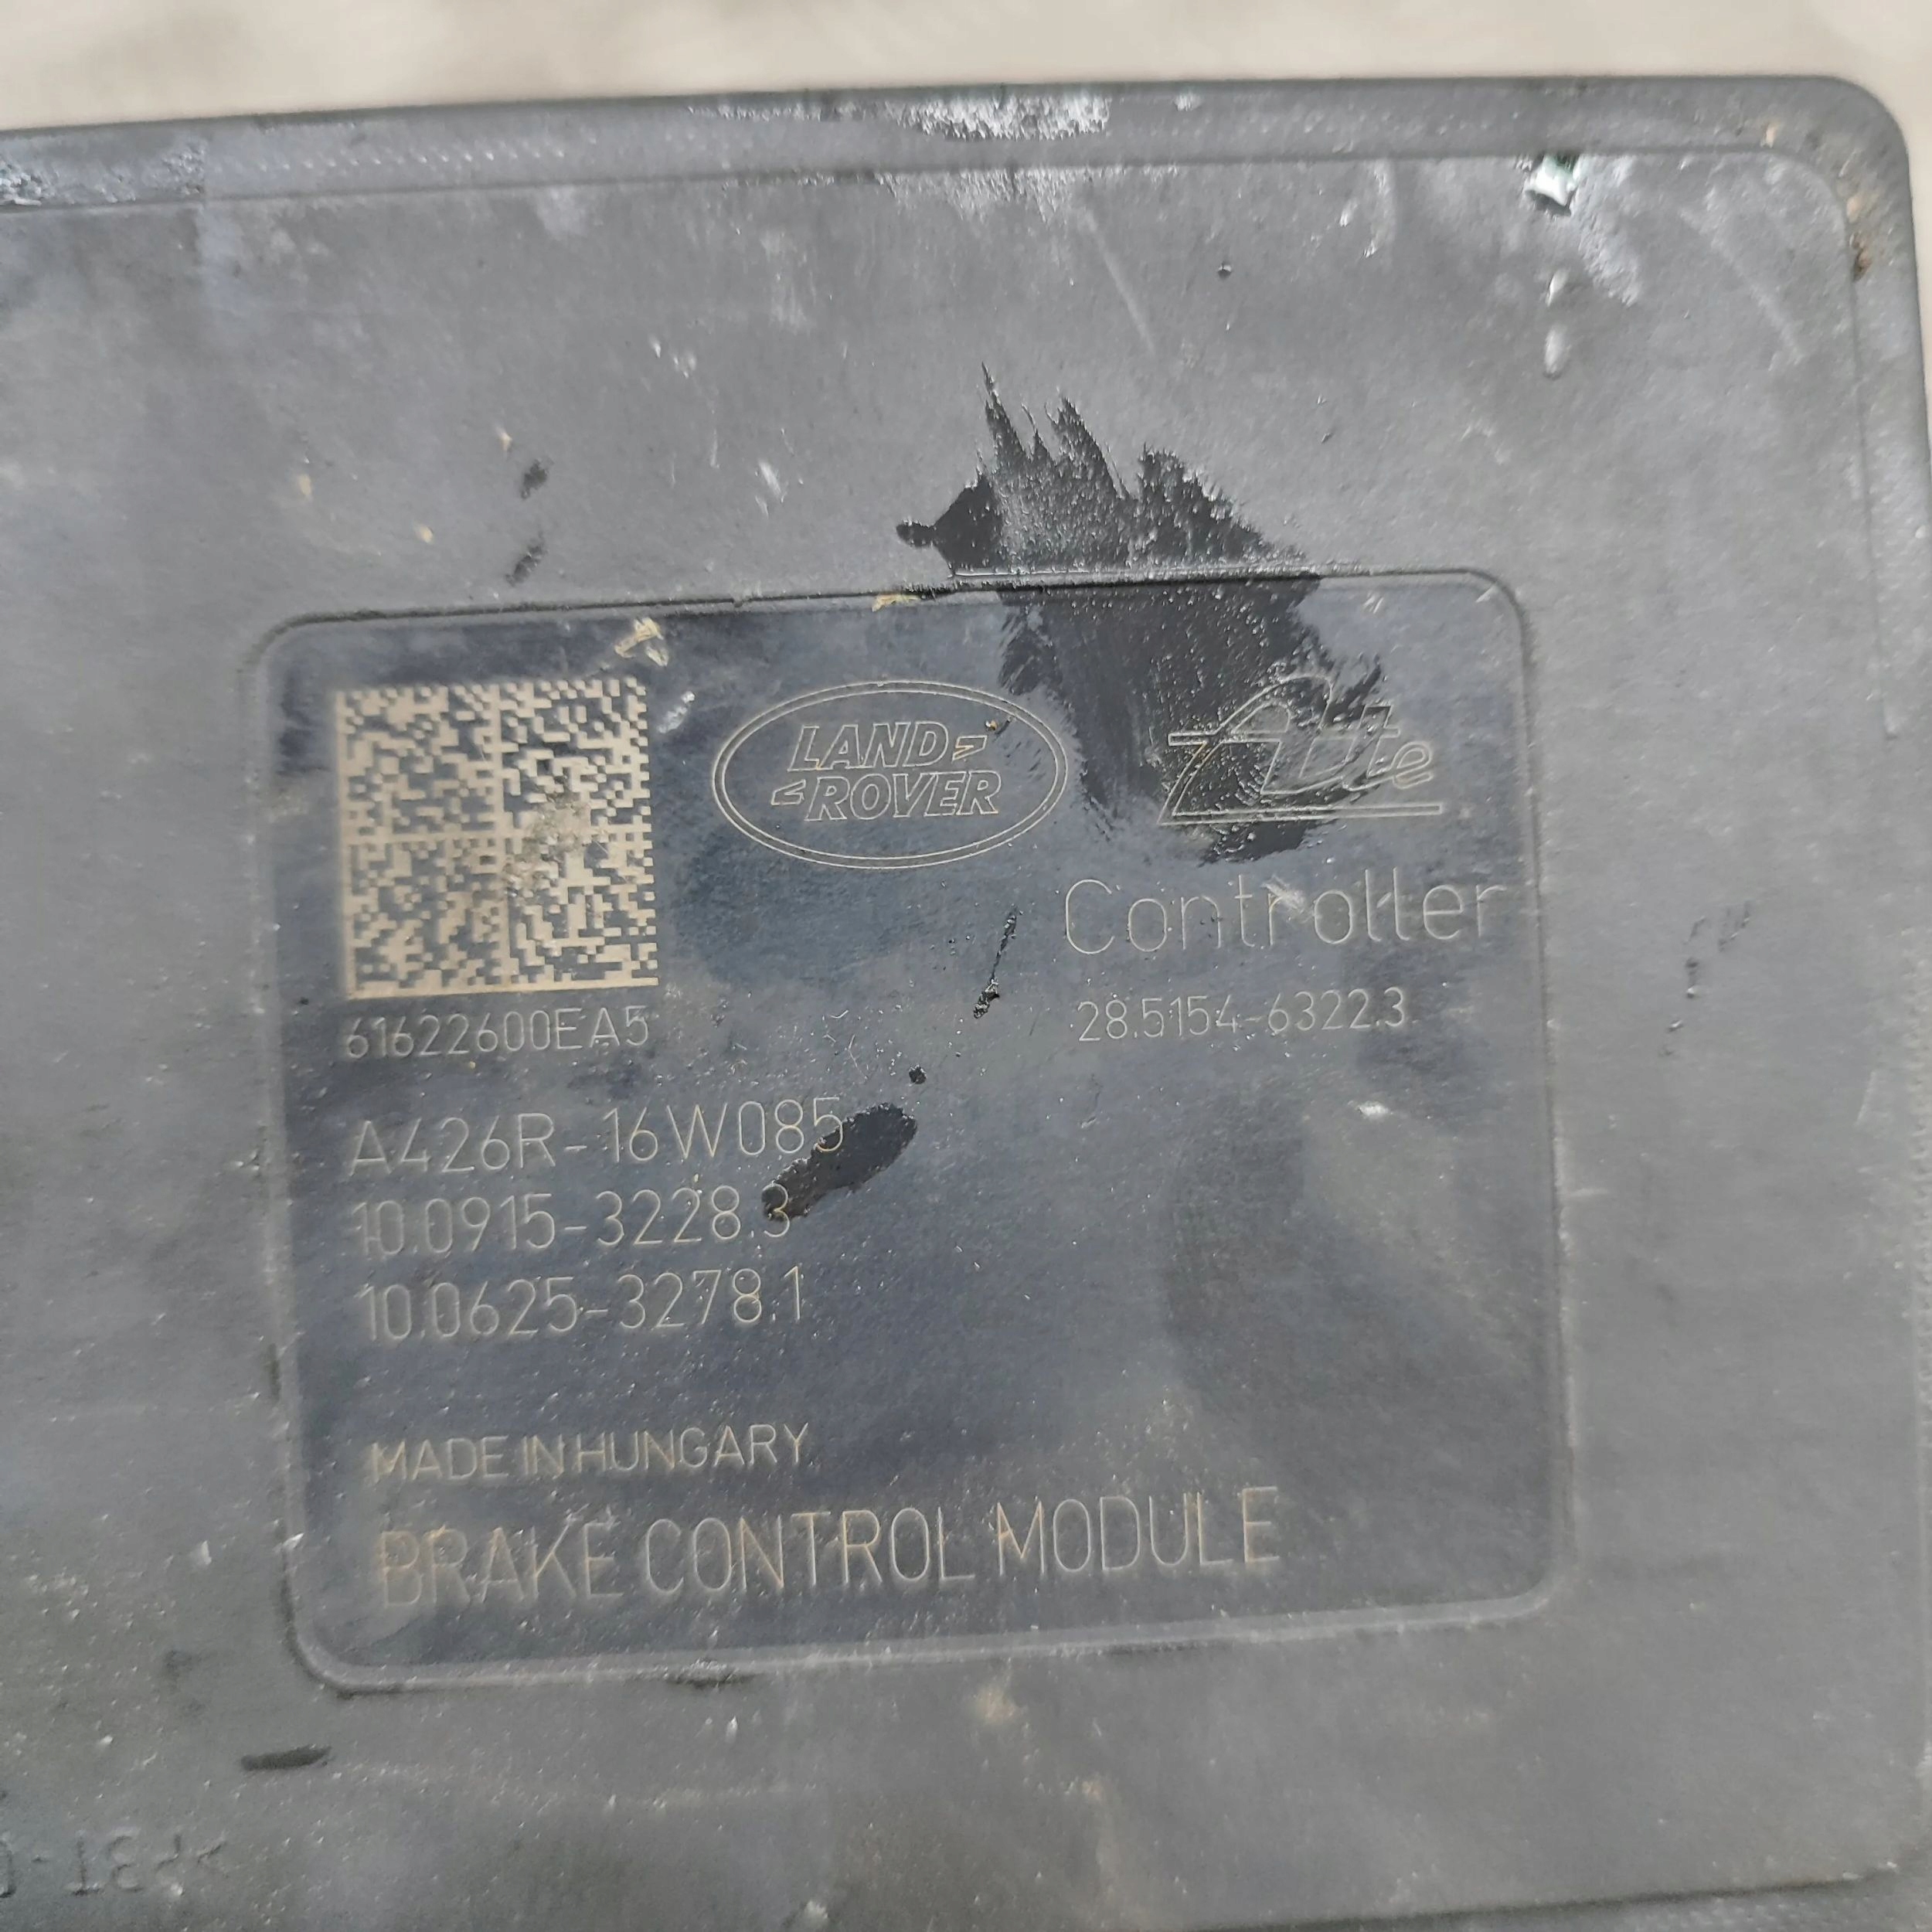 LAND
ROVER
Ate
Controller
61622600EA5
28.5154-6322.3
A426R-16W085
10.0915-3228.3
10.0625-3278.1
MADE IN HUNGARY
BRAKE CONTROL MODULE